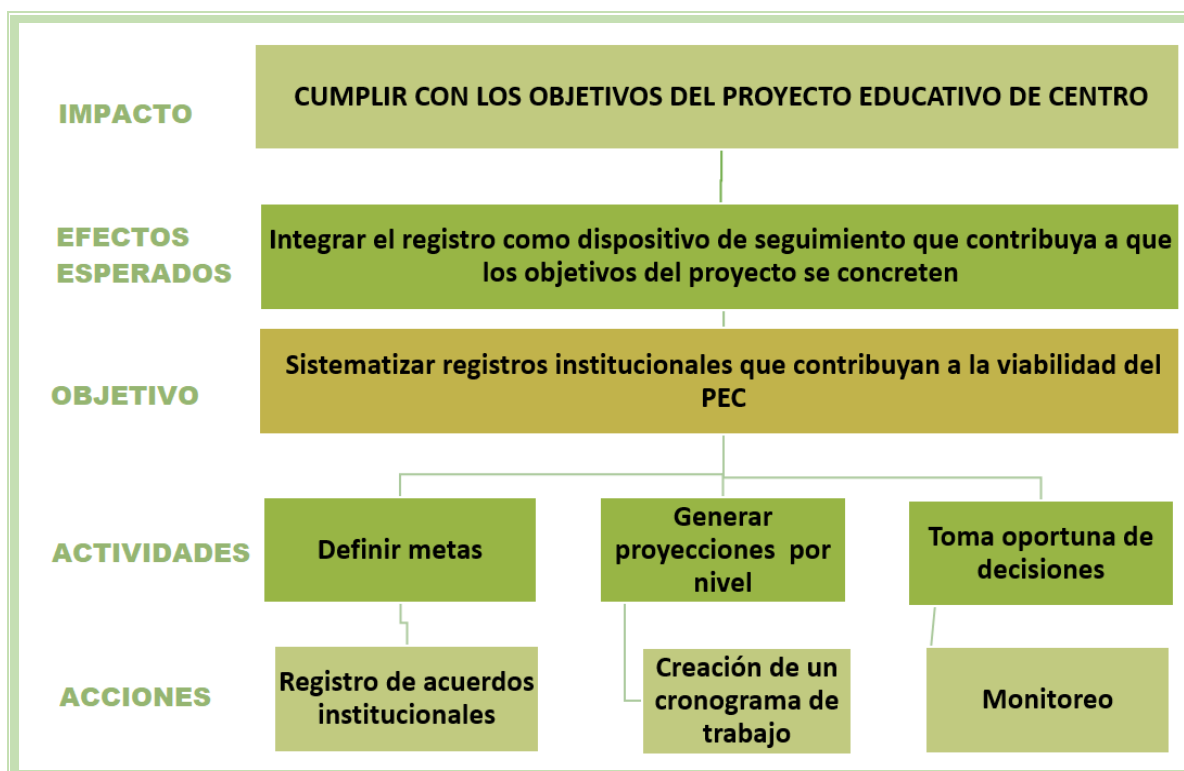 IMPACTO
CUMPLIR CON LOS OBJETIVOS DEL PROYECTO EDUCATIVO DE CENTRO
EFECTOS
ESPERADOS
Integrar el registro como dispositivo de seguimiento que contribuya a que
los objetivos del proyecto se concreten
OBJETIVO
Sistematizar registros institucionales que contribuyan a la viabilidad del
PEC
ACTIVIDADES
Definir metas
Generar
proyecciones por
nivel
Toma oportuna de
decisiones
ACCIONES
Registro de acuerdos
institucionales
Creación de un
cronograma de
trabajo
Monitoreo